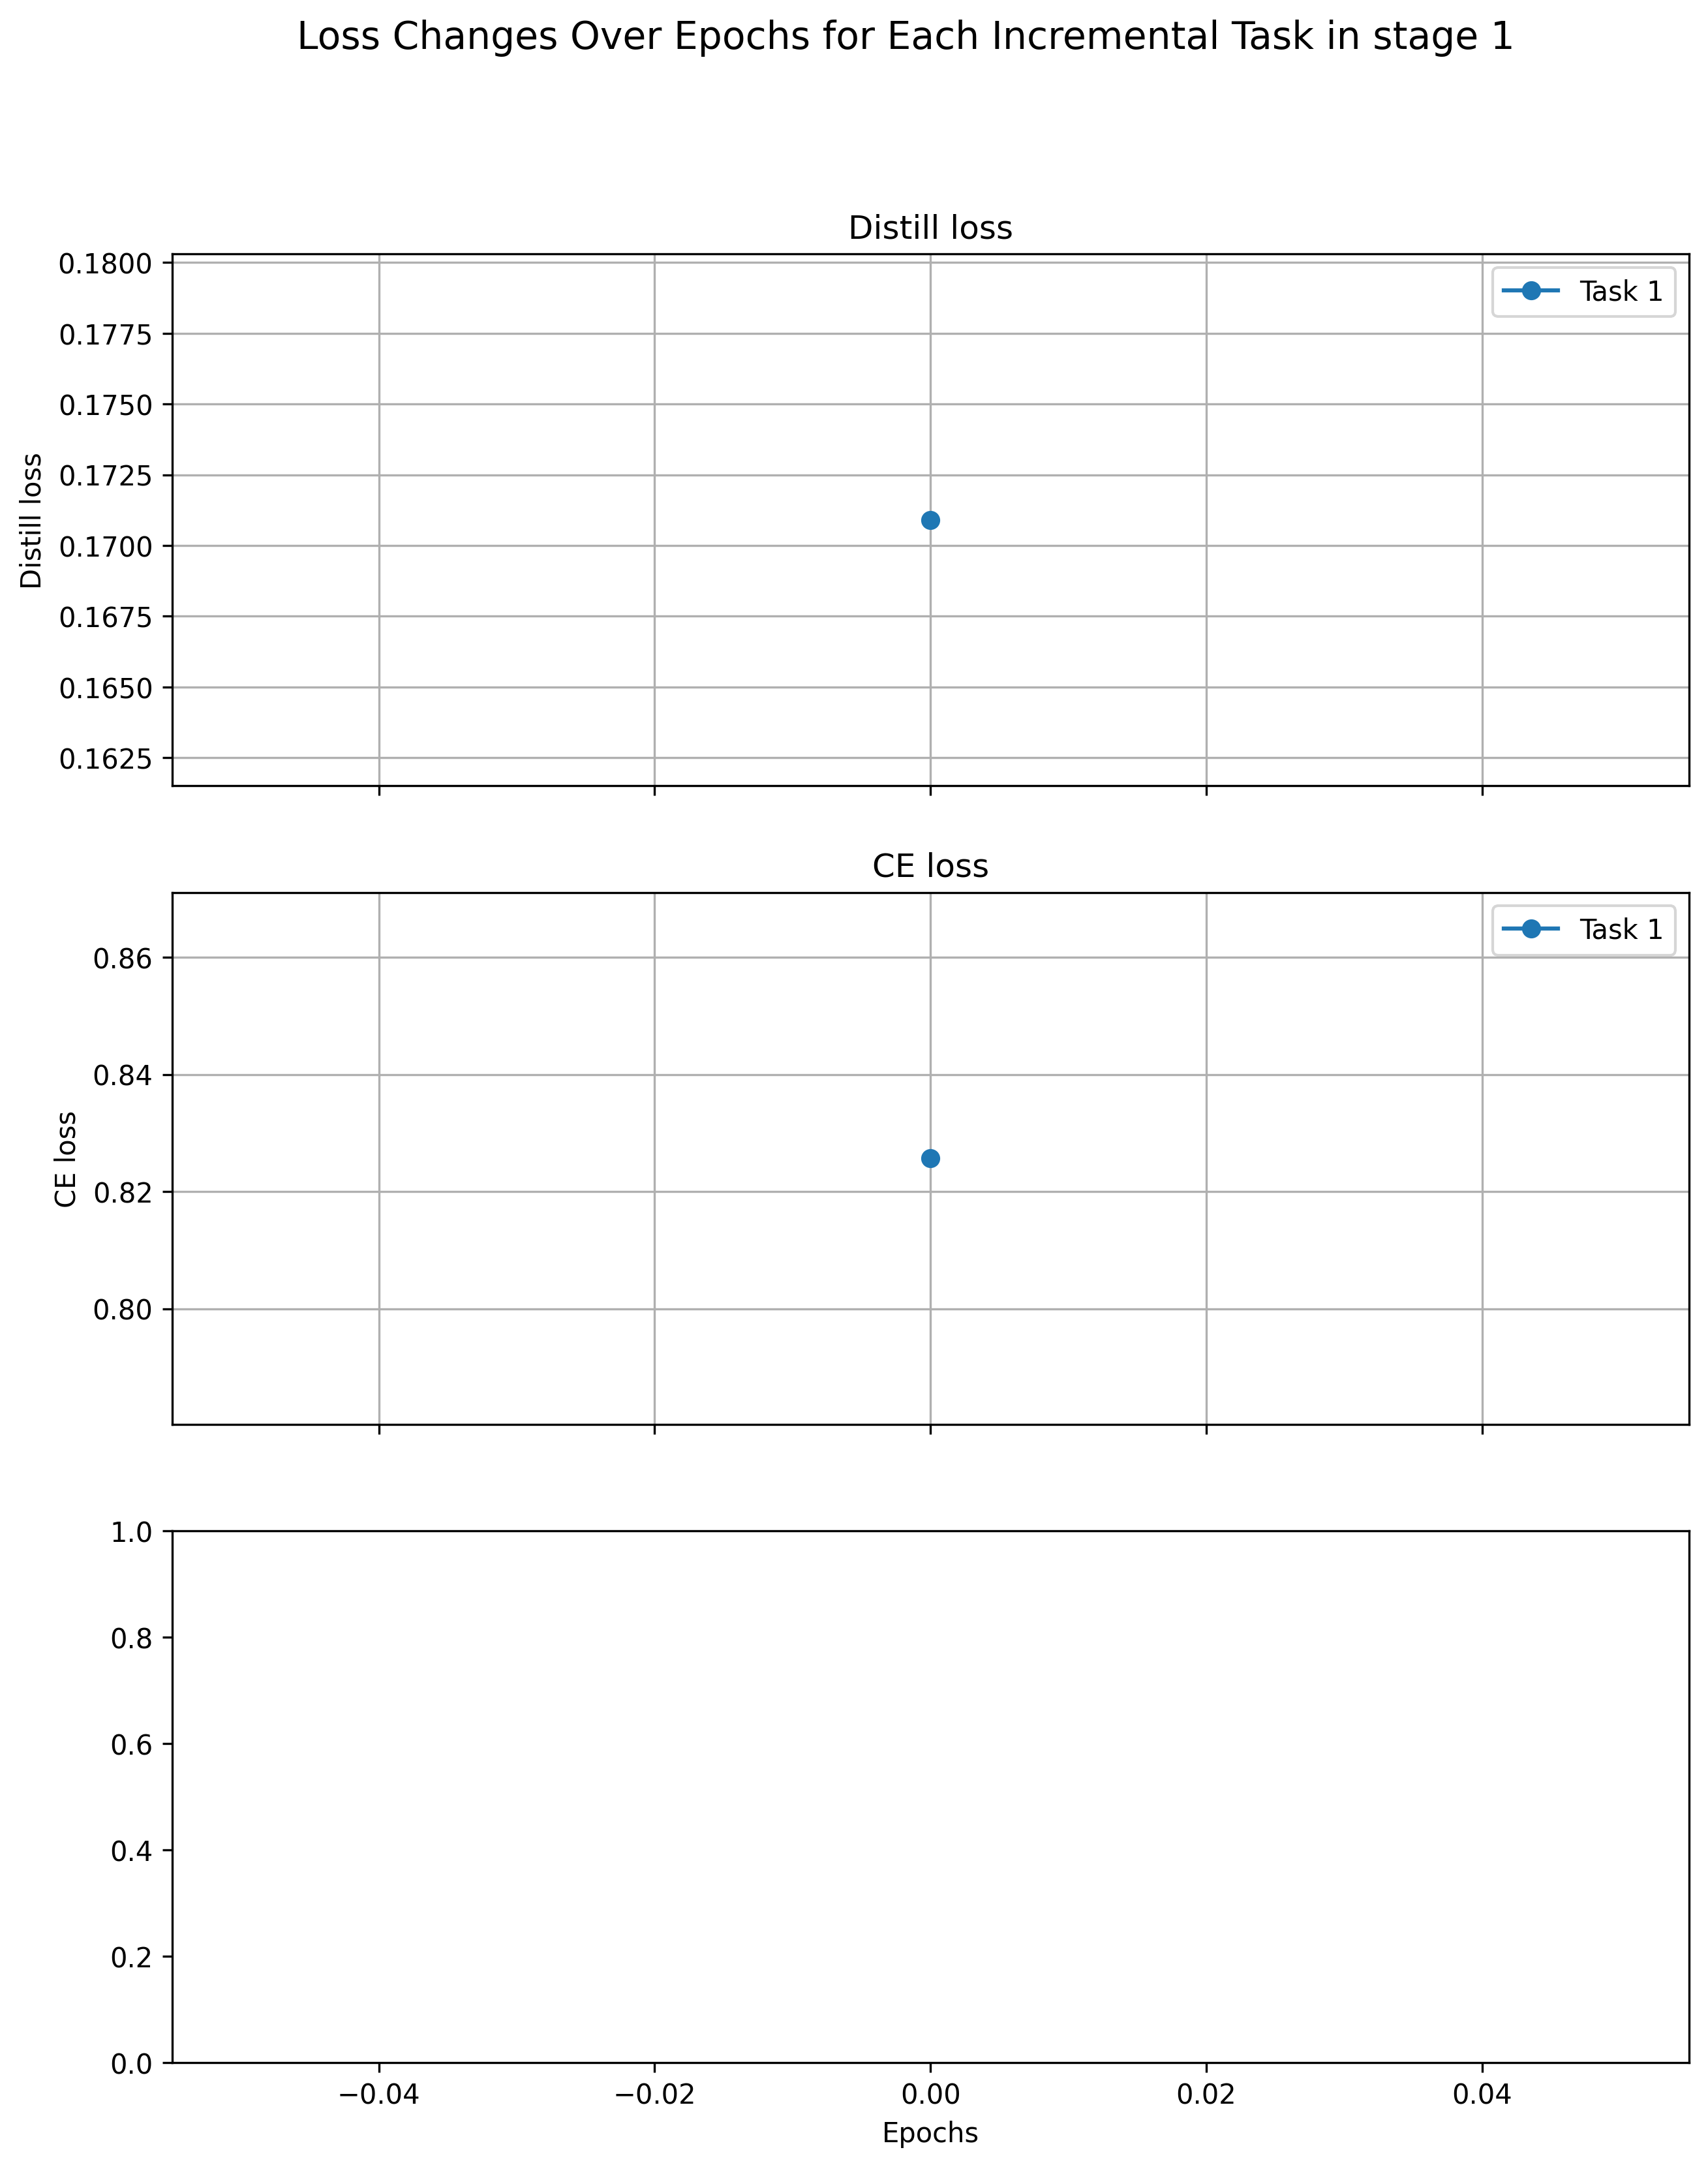 Loss Changes Over Epochs for Each Incremental Task in stage 1
Distill loss
0.1800
0.1775
0.1750
0.1725
0.1700
0.1675
0.1650
0.1625
Distill loss
Task 1
CE loss
0.86
0.84
0.82
0.80
CE loss
Task 1
1.0
0.8
0.6
0.4
0.2
0.0
−0.04 −0.02 0.00 0.02 0.04
Epochs